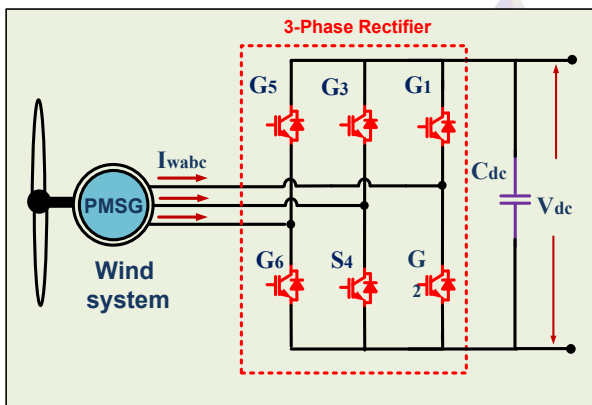 3-Phase Rectifier
G5
G3
G1
Iwabc
Cdc
Vdc
PMSG
G6
S4
G
2
Wind
system